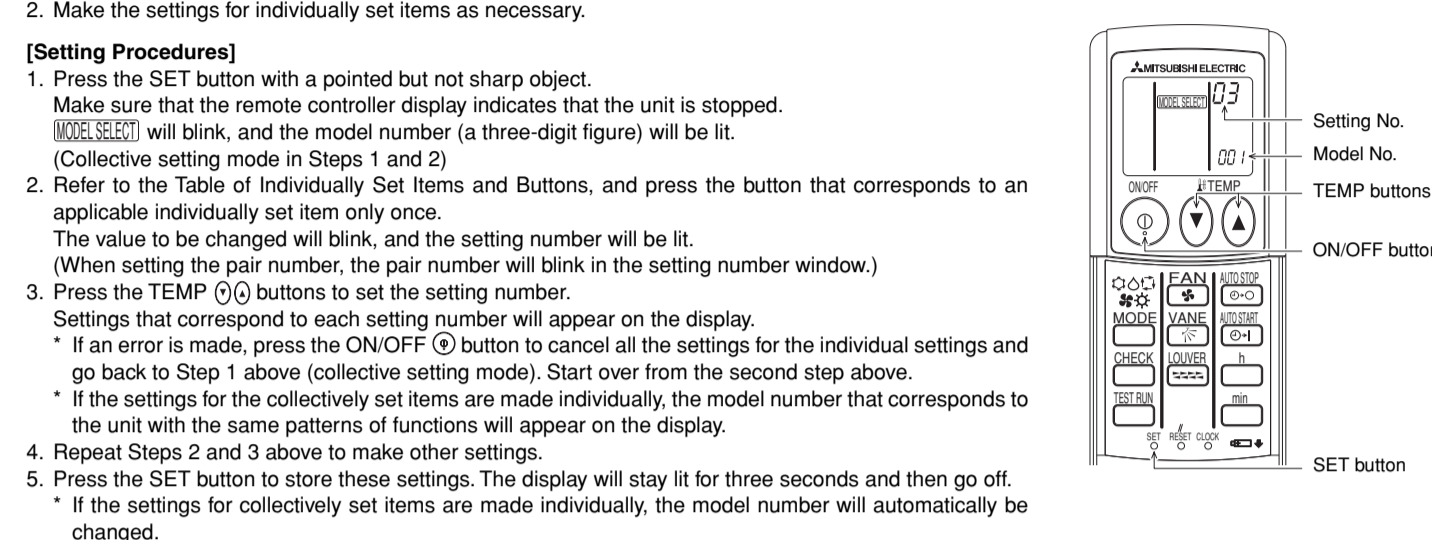 2. Make the settings for individually set items as necessary.
[Setting Procedures]
1. Press the SET button with a pointed but not sharp object.
Make sure that the remote controller display indicates that the unit is stopped.
MODEL SELECT will blink, and the model number (a three-digit figure) will be lit.
(Collective setting mode in Steps 1 and 2)
2. Refer to the Table of Individually Set Items and Buttons, and press the button that corresponds to an
applicable individually set item only once.
The value to be changed will blink, and the setting number will be lit.
(When setting the pair number, the pair number will blink in the setting number window.)
3. Press the TEMP buttons to set the setting number.
Settings that correspond to each setting number will appear on the display.
* If an error is made, press the ON/OFF button to cancel all the settings for the individual settings and
go back to Step 1 above (collective setting mode). Start over from the second step above.
* If the settings for the collectively set items are made individually, the model number that corresponds to
the unit with the same patterns of functions will appear on the display.
4. Repeat Steps 2 and 3 above to make other settings.
5. Press the SET button to store these settings. The display will stay lit for three seconds and then go off.
* If the settings for collectively set items are made individually, the model number will automatically be
changed.
MITSUBISHI ELECTRIC
MODEL SELECT 03
001
ON/OFF TEMP
FAN AUTO STOP
MODE VANE AUTO START
CHECK LOUVER h
TEST RUN min
SET RESET CLOCK
Setting No.
Model No.
TEMP buttons
ON/OFF button
SET button